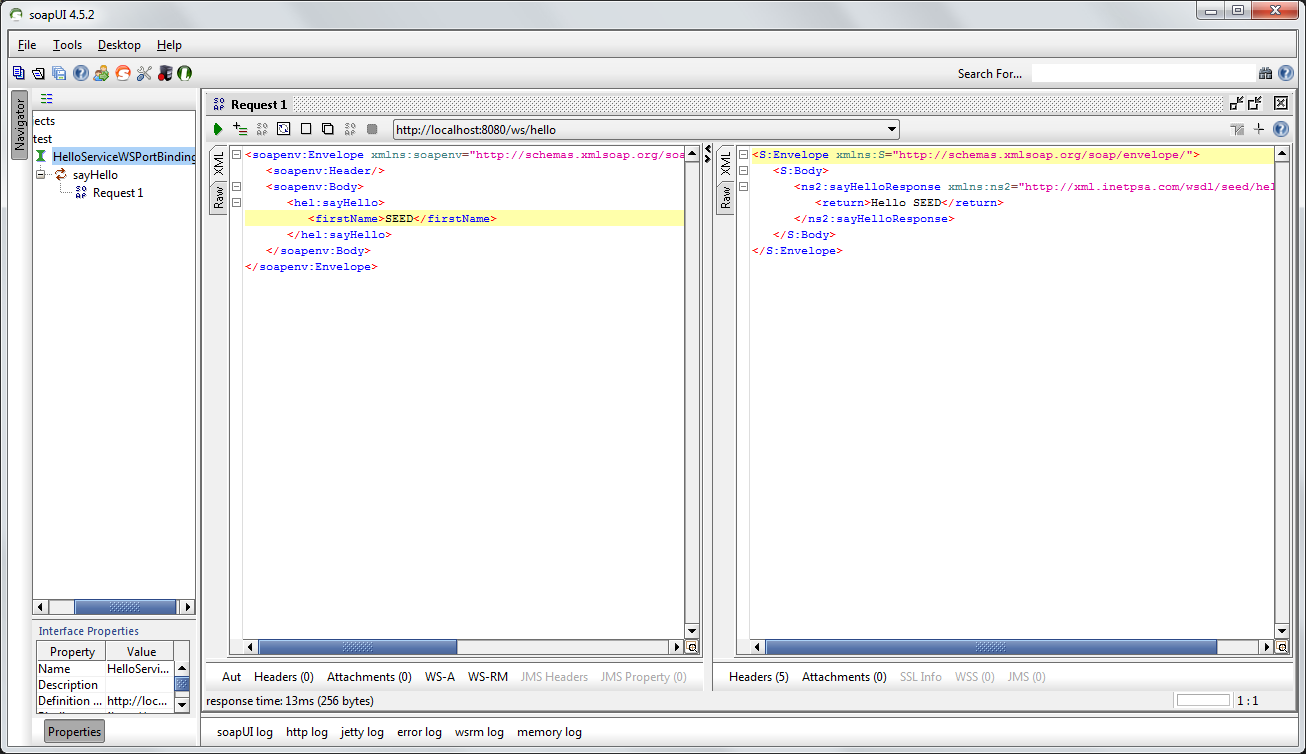 soapUI 4.5.2
File Tools Desktop Help
Search For...
Navigator
ects
test
HelloServiceWSPortBinding
sayHello
Request 1
Interface Properties
Property Value
Name HelloServi...
Description
Definition ... http://loc...
Properties
SO AP Request 1
http://localhost:8080/ws/hello
XML
Raw
<soapenv:Envelope xmlns:soapenv="http://schemas.xmlsoap.org/soa
<soapenv:Header/>
<soapenv:Body>
<hel:sayHello>
<firstName>SEED</firstName>
</hel:sayHello>
</soapenv:Body>
</soapenv:Envelope>
XML
Raw
<S:Envelope xmlns:S="http://schemas.xmlsoap.org/soap/envelope/">
<S:Body>
<ns2:sayHelloResponse xmlns:ns2="http://xml.inetpsa.com/wsdl/seed/hel
<return>Hello SEED</return>
</ns2:sayHelloResponse>
</S:Body>
</S:Envelope>
Aut Headers (0) Attachments (0) WS-A WS-RM JMS Headers JMS Property (0)
Headers (5) Attachments (0) SSL Info WSS (0) JMS (0)
response time: 13ms (256 bytes)
1 : 1
soapUI log http log jetty log error log wsrm log memory log